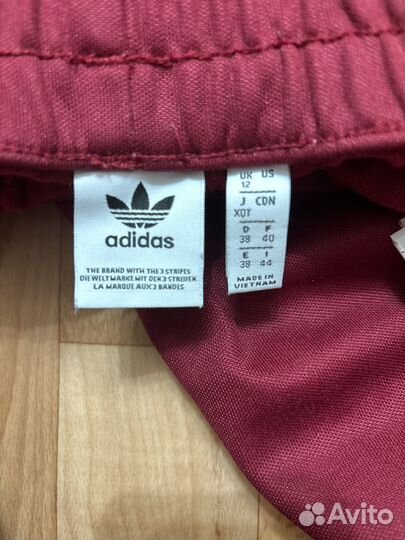 adidas
THE BRAND WITH THE 3 STRIPES
DIE WELTMARKE MIT DEN 3 STREIFEN
LA MARQUE AUX 3 BANDES
UK US
12
J CDN
XOT
D F
38 40
E I
38 44
MADE IN
VIETNAM
Avito